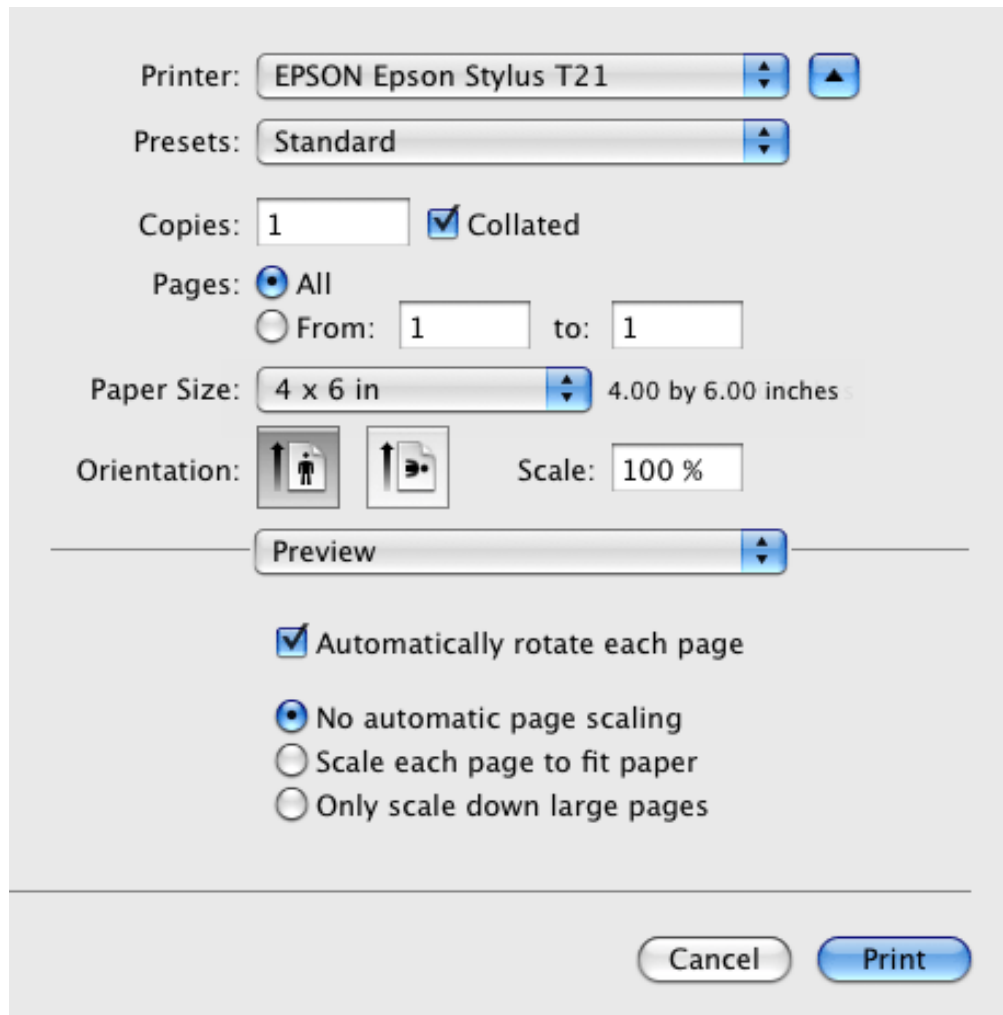 Printer: EPSON Epson Stylus T21
Presets: Standard
Copies: 1 Collated
Pages: All
From: 1 to: 1
Paper Size: 4 x 6 in 4.00 by 6.00 inches
Orientation: Scale: 100 %
Preview
Automatically rotate each page
No automatic page scaling
Scale each page to fit paper
Only scale down large pages
Cancel Print